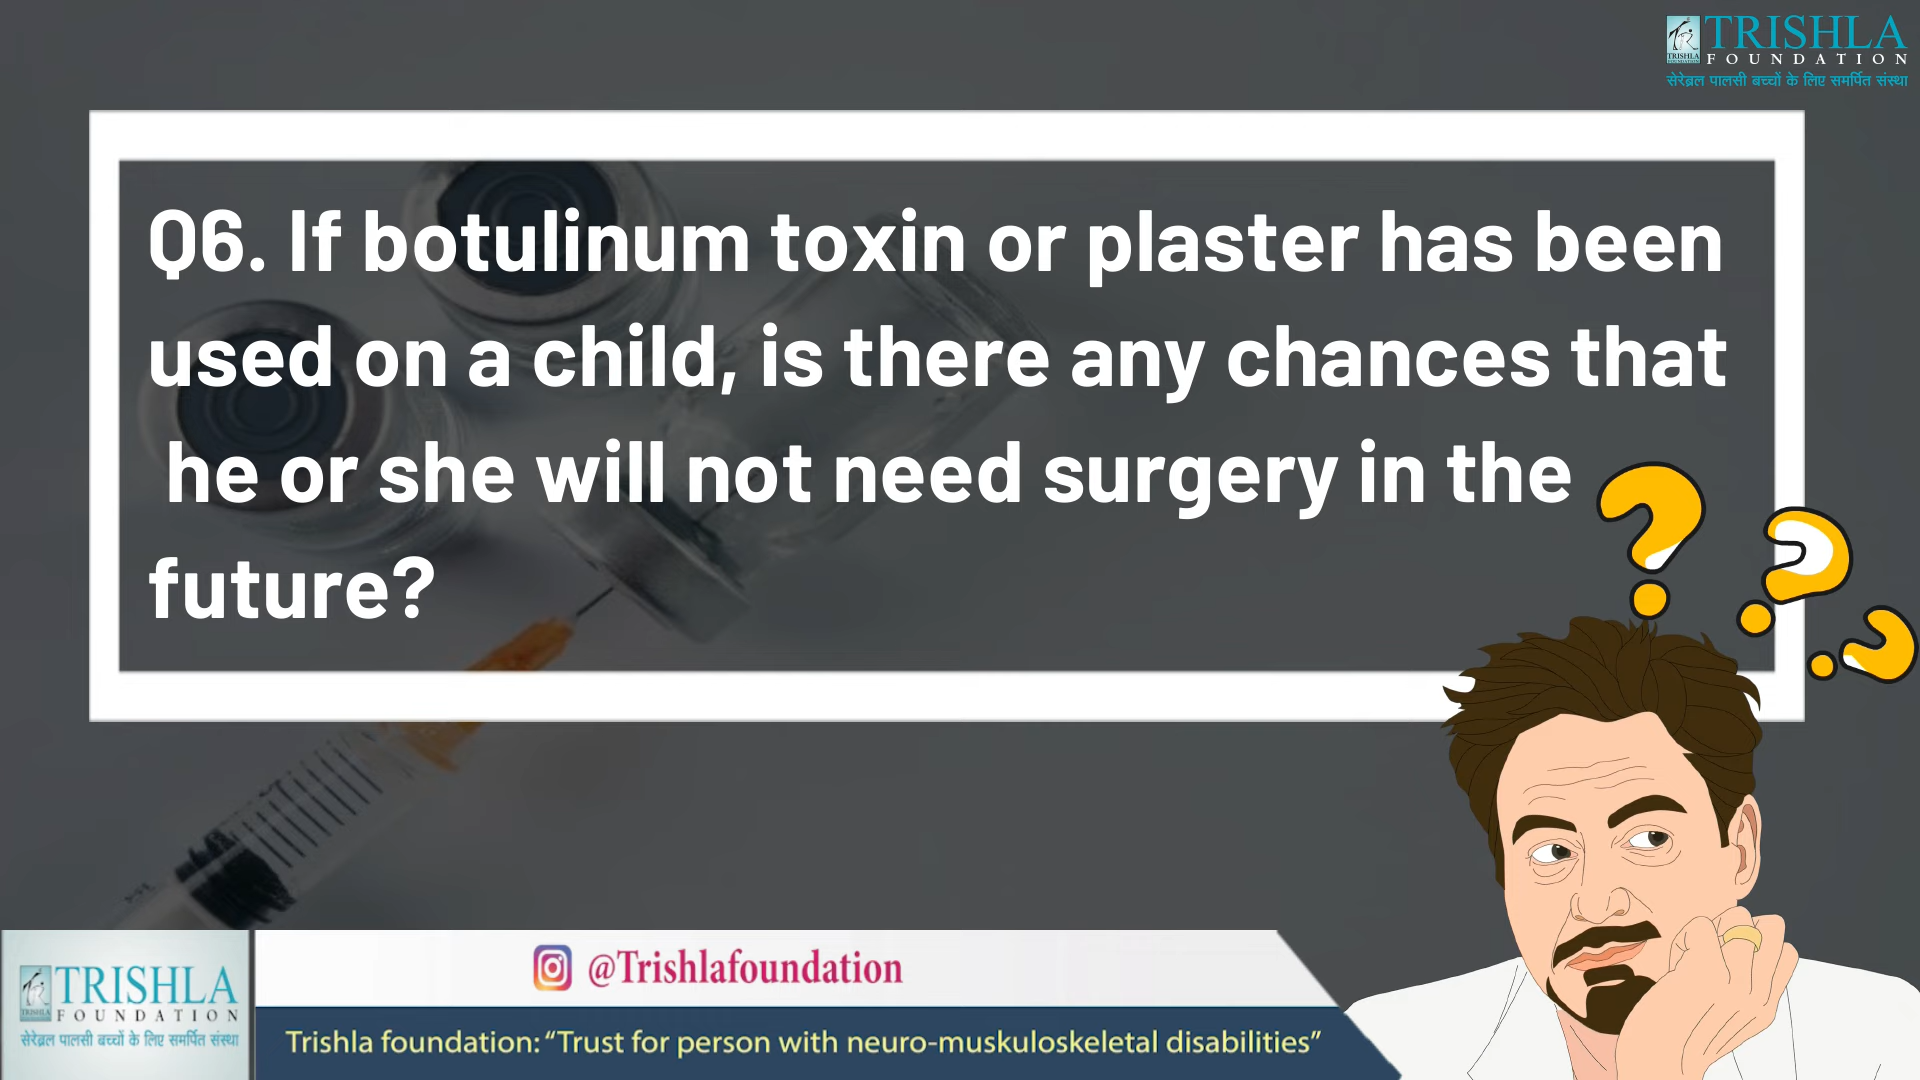 TRISHLA
TRISHLA
FOUNDATION
सेरेब्रल पालसी बच्चों के लिए समर्पित संस्था
Q6. If botulinum toxin or plaster has been
used on a child, is there any chances that
he or she will not need surgery in the
future?
TRISHLA
FOUNDATION
सेरेब्रल पालसी बच्चों के लिए समर्पित संस्था
@Trishlafoundation
Trishla foundation: “Trust for person with neuro-muskuloskeletal disabilities”